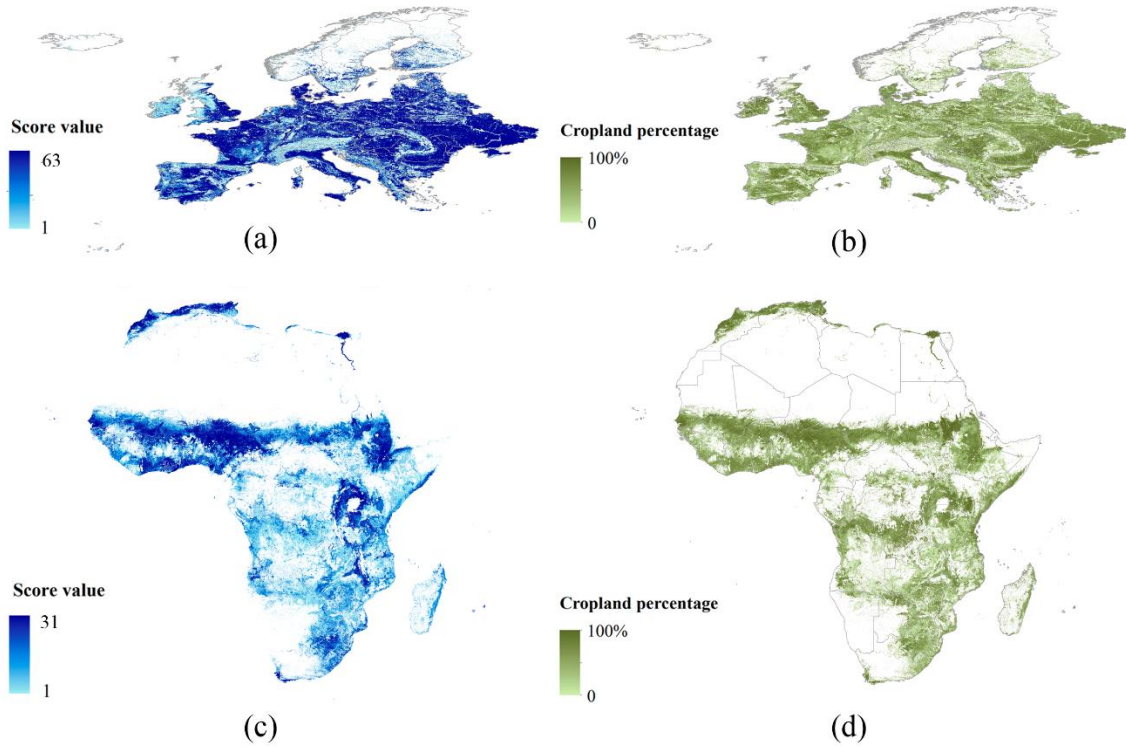 Score value
63
1
(a)
Cropland percentage
100%
0
(b)
Score value
31
1
(c)
Cropland percentage
100%
0
(d)